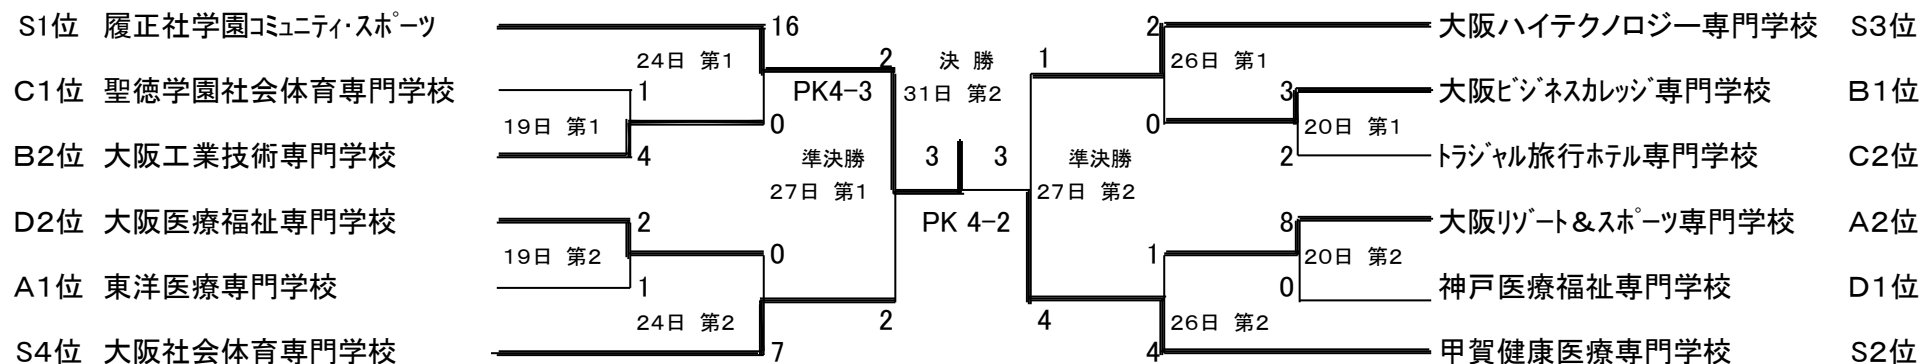 S1位 履正社学園コミュニティ・スポーツ 16 2 大阪ハイテクノロジー専門学校 S3位
24日 第1 2 決 勝 1 26日 第1
C1位 聖徳学園社会体育専門学校 1 PK4-3 31日 第2 3 大阪ビジネスカレッジ専門学校 B1位
19日 第1 0 0 20日 第1
B2位 大阪工業技術専門学校 4 準決勝 3 3 準決勝 2 トラジャル旅行ホテル専門学校 C2位
27日 第1 27日 第2
D2位 大阪医療福祉専門学校 2 PK 4-2 8 大阪リゾート&スポーツ専門学校 A2位
19日 第2 0 1 20日 第2
A1位 東洋医療専門学校 1 0 神戸医療福祉専門学校 D1位
24日 第2 2 4 26日 第2
S4位 大阪社会体育専門学校 7 4 甲賀健康医療専門学校 S2位